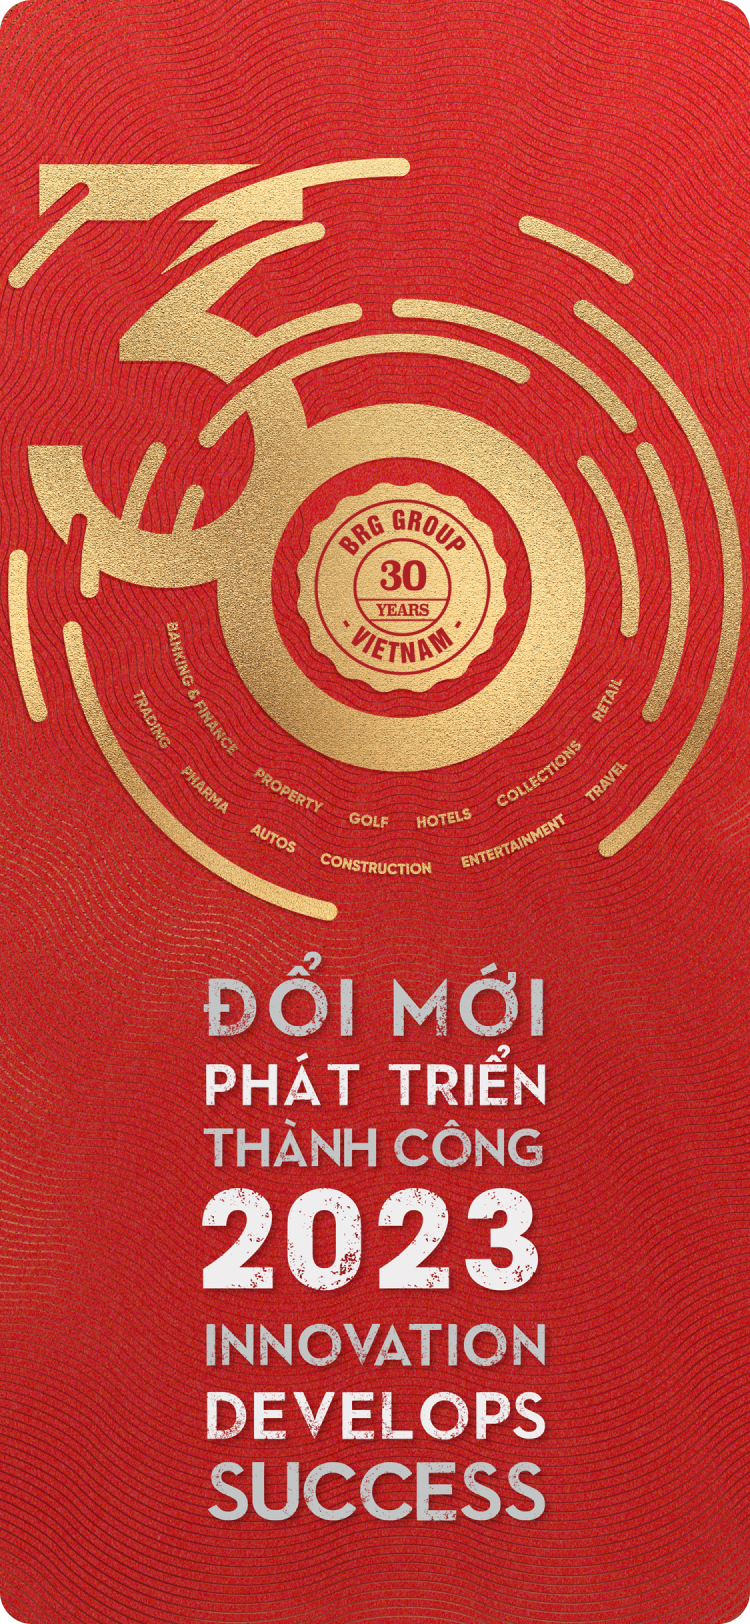 30
BRG GROUP
30
YEARS
- VIETNAM -
BANKING & FINANCE
PROPERTY
GOLF
HOTELS
COLLECTIONS
RETAIL
TRADING
PHARMA
AUTOS
CONSTRUCTION
ENTERTAINMENT
TRAVEL
ĐỔI MỚI
PHÁT TRIỂN
THÀNH CÔNG
2023
INNOVATION
DEVELOPS
SUCCESS